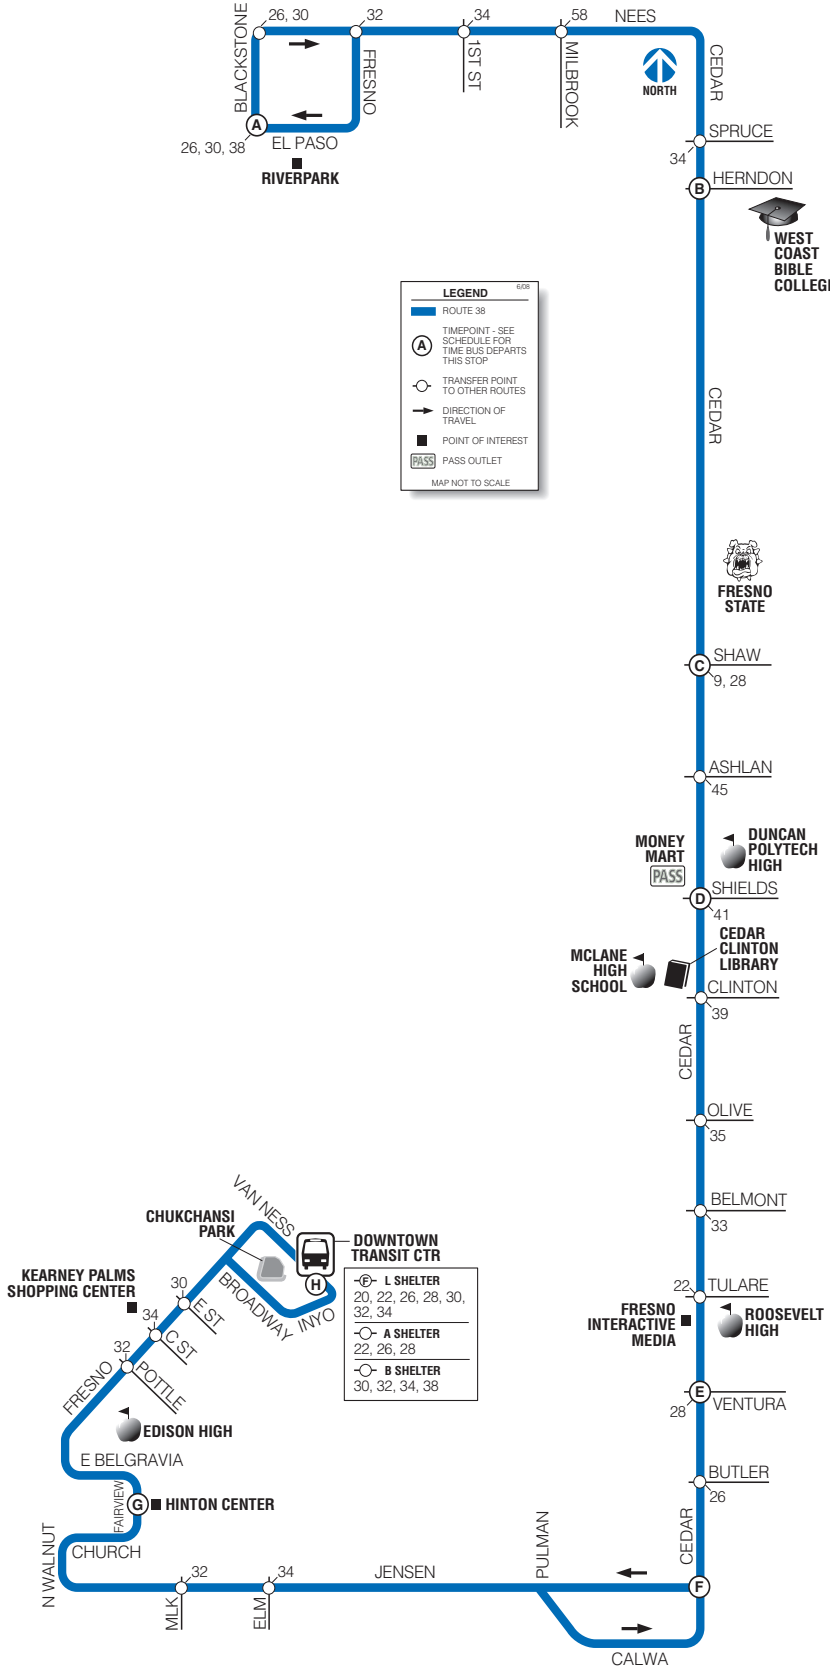 26, 30
32
34
58
NEES
BLACKSTONE
FRESNO
1ST ST
MILBROOK
CEDAR
NORTH
A
26, 30, 38
EL PASO
RIVERPARK
SPRUCE
34
B
HERNDON
WEST
COAST
BIBLE
COLLEGE
LEGEND
6/08
ROUTE 38
A
TIMEPOINT - SEE
SCHEDULE FOR
TIME BUS DEPARTS
THIS STOP
TRANSFER POINT
TO OTHER ROUTES
DIRECTION OF
TRAVEL
POINT OF INTEREST
PASS
PASS OUTLET
MAP NOT TO SCALE
CEDAR
FRESNO
STATE
C
SHAW
9, 28
ASHLAN
45
MONEY
MART
PASS
DUNCAN
POLYTECH
HIGH
D
SHIELDS
41
MCLANE
HIGH
SCHOOL
CEDAR
CLINTON
LIBRARY
CLINTON
39
CEDAR
OLIVE
35
BELMONT
33
22
TULARE
FRESNO
INTERACTIVE
MEDIA
ROOSEVELT
HIGH
E
28
VENTURA
BUTLER
26
CEDAR
F
VAN NESS
CHUKCHANSI
PARK
DOWNTOWN
TRANSIT CTR
H
KEARNEY PALMS
SHOPPING CENTER
BROADWAY
INYO
F L SHELTER
20, 22, 26, 28, 30,
32, 34
A SHELTER
22, 26, 28
B SHELTER
30, 32, 34, 38
30
E ST
34
C ST
32
POTTLE
FRESNO
EDISON HIGH
E BELGRAVIA
FAIRVIEW
G
HINTON CENTER
N WALNUT
CHURCH
32
MLK
34
ELM
JENSEN
PULMAN
CALWA